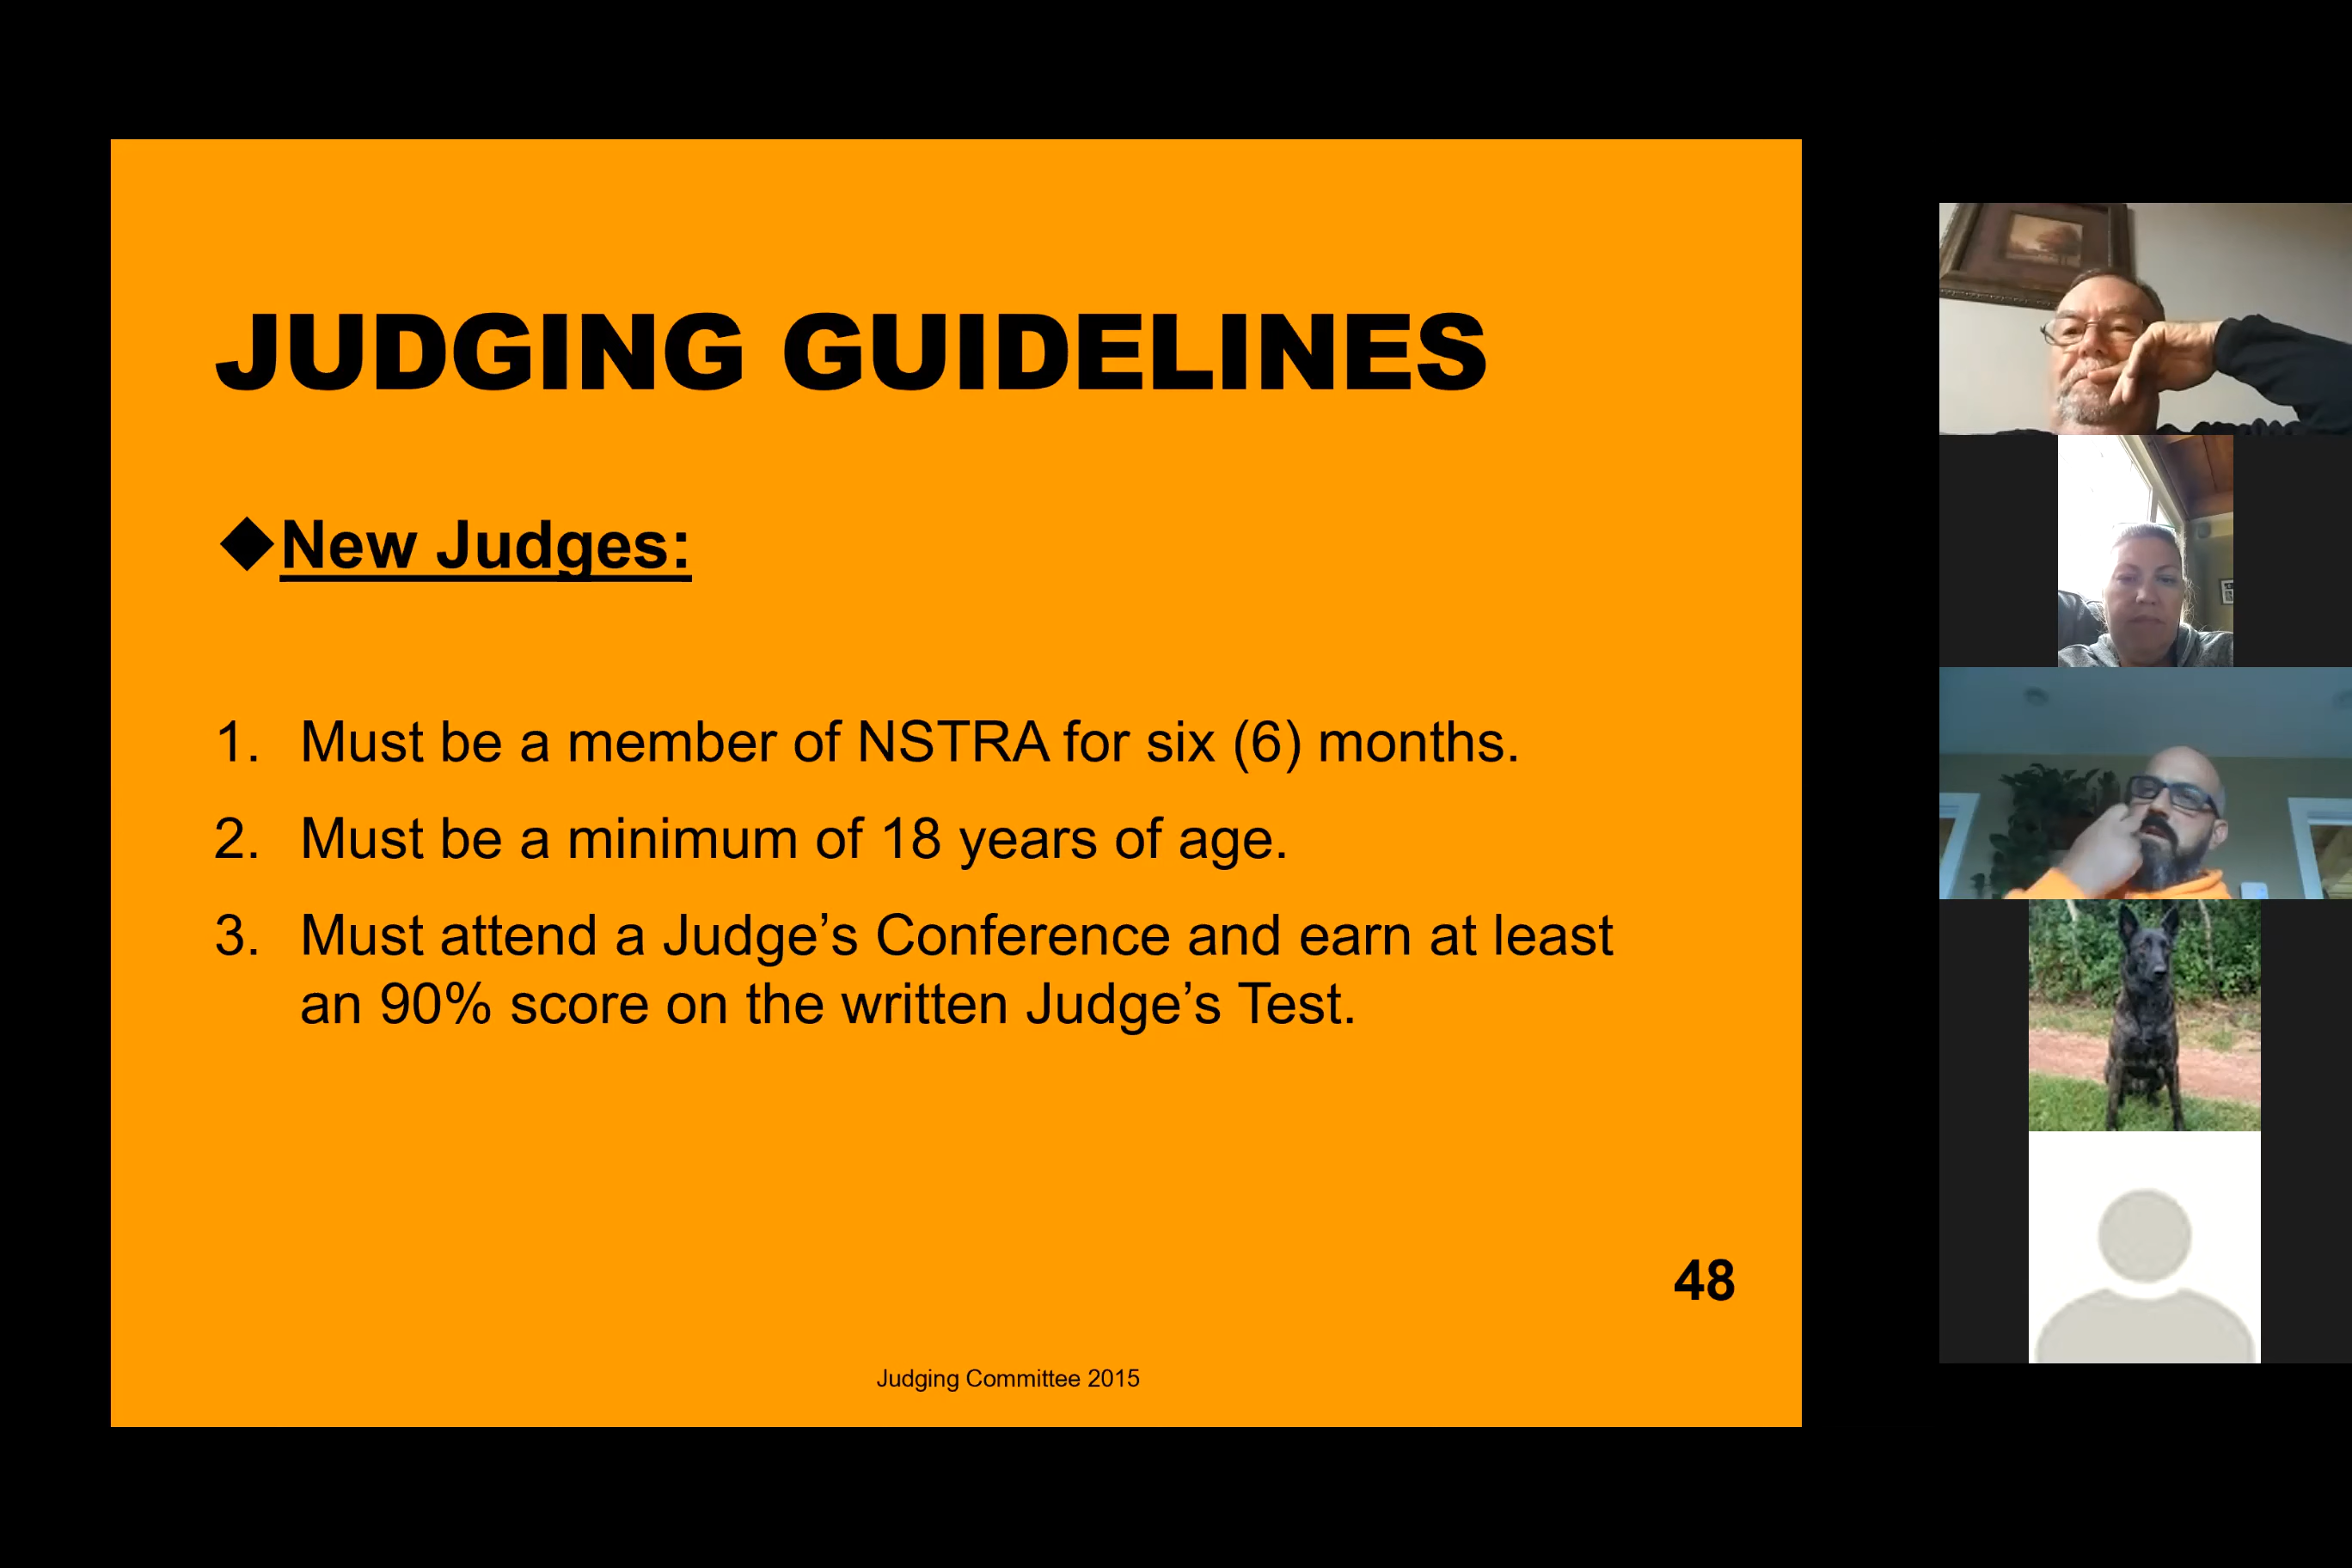 JUDGING GUIDELINES
◆New Judges:
1. Must be a member of NSTRA for six (6) months.
2. Must be a minimum of 18 years of age.
3. Must attend a Judge’s Conference and earn at least
an 90% score on the written Judge’s Test.
48
Judging Committee 2015